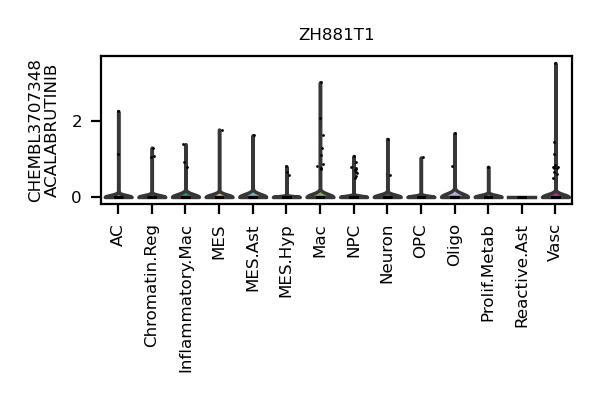 ZH881T1
CHEMBL3707348
ACALABRUTINIB
2
0
AC
Chromatin.Reg
Inflammatory.Mac
MES
MES.Ast
MES.Hyp
Mac
NPC
Neuron
OPC
Oligo
Prolif.Metab
Reactive.Ast
Vasc